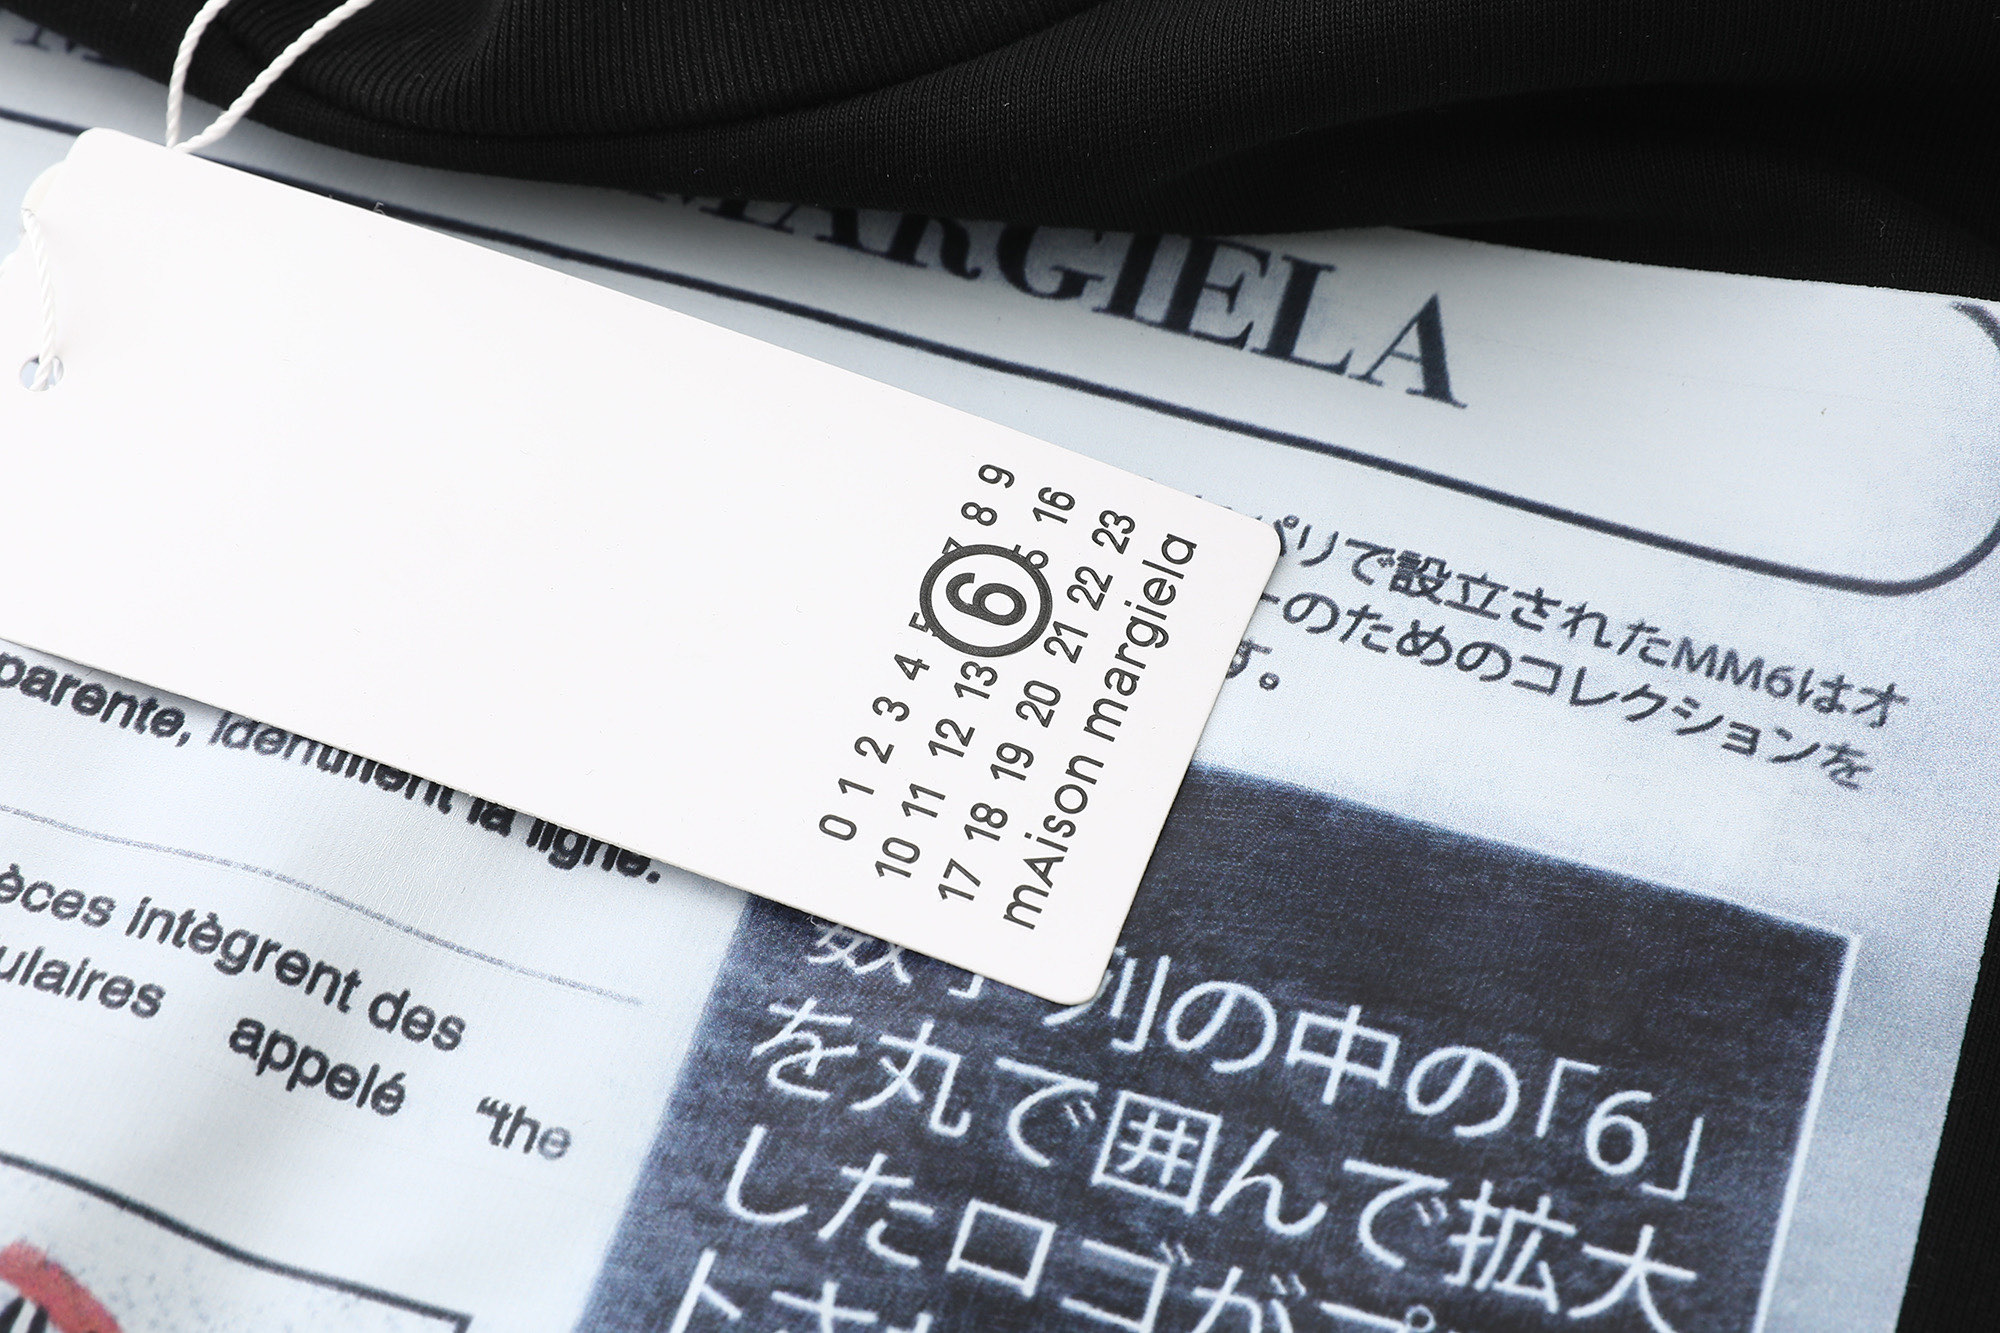 MARGIELA
0 1 2 3 4 5 6 7 8 9
10 11 12 13 16
17 18 19 20 21 22 23
mAison margiela
パリで設立されたMM6はオ
ーのためのコレクションを
す。
parente, identifient la ligne.
èces intègrent des
ulaires appelé “the
列の中の「6」
を丸で囲んで拡大
したロゴが